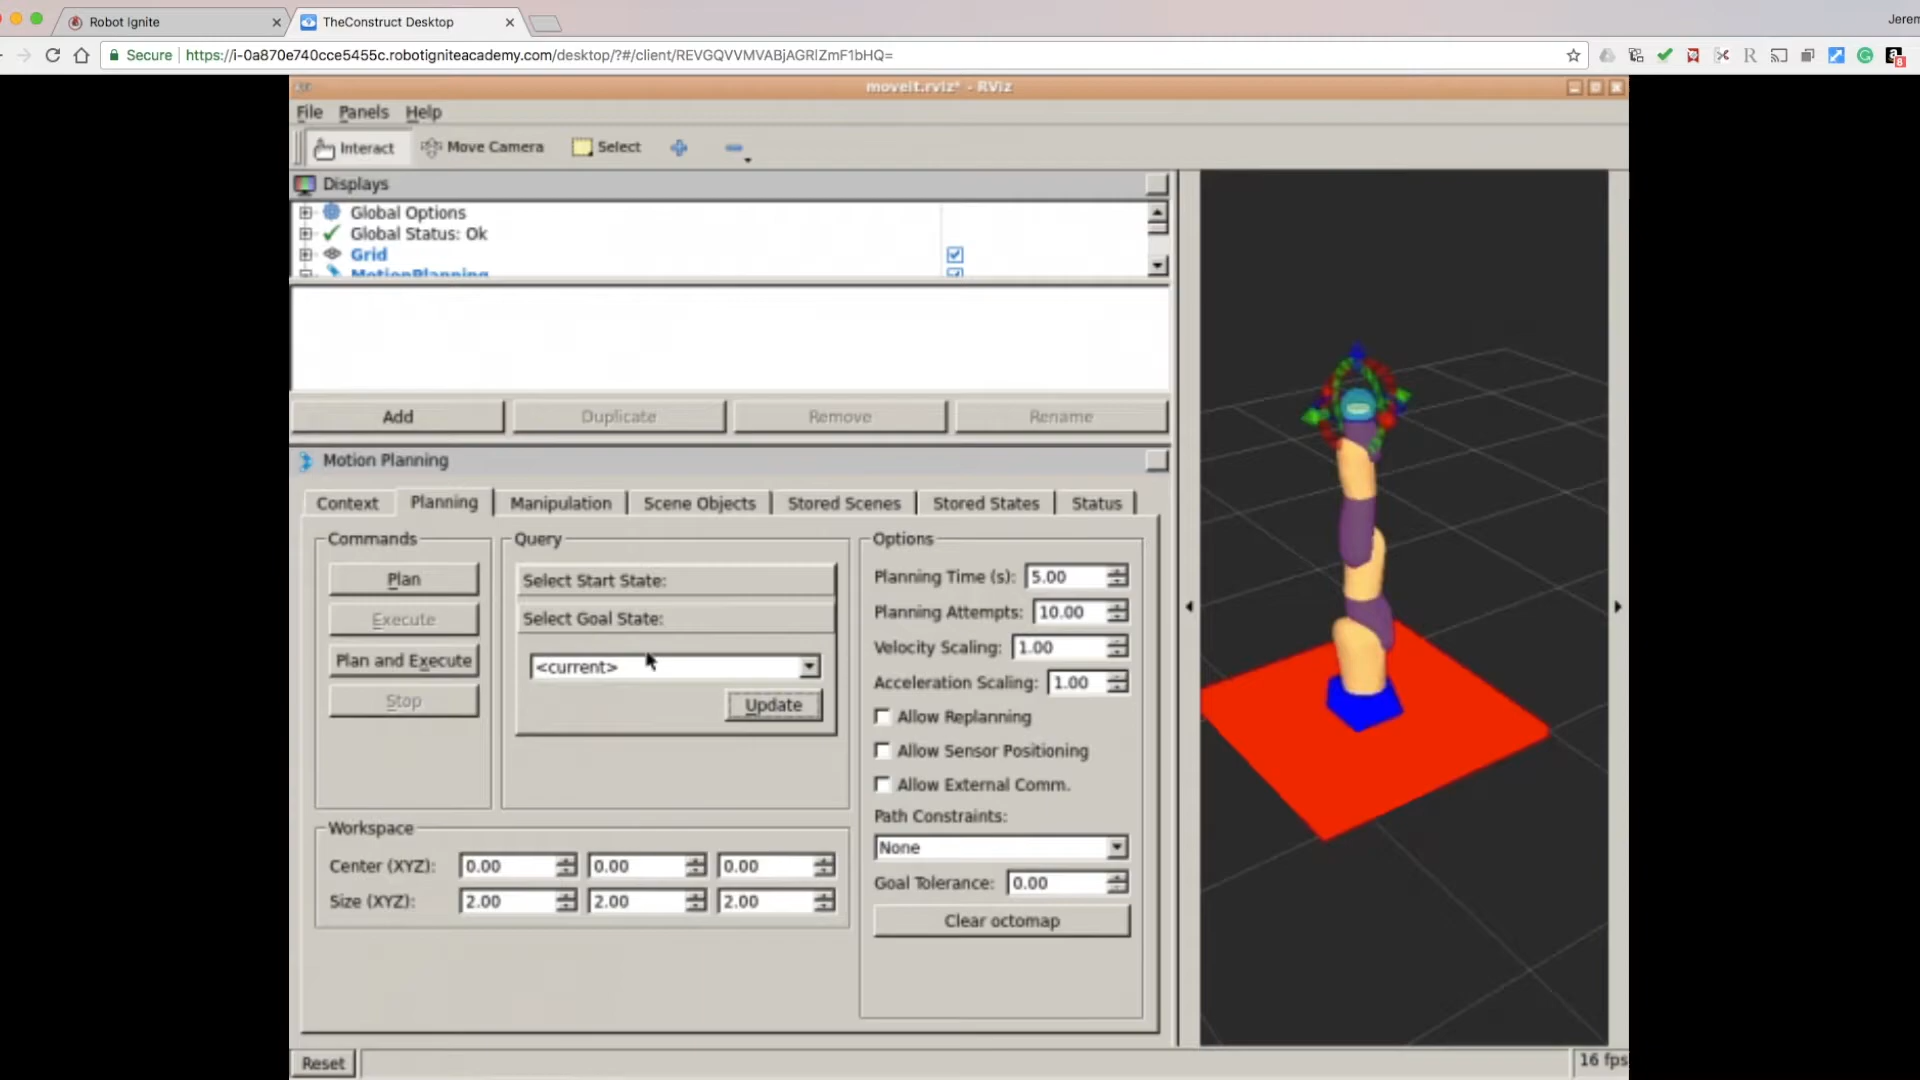 Robot Ignite
TheConstruct Desktop
Jerem
Secure https://i-0a870e740cce5455c.robotigniteacademy.com/desktop/?#/client/REVGQVVMVABjAGRlZmF1bHQ=
8
moveit.rviz* - RViz
File Panels Help
Interact Move Camera Select
Displays
Global Options
Global Status: Ok
Grid
MotionPlanning
Add Duplicate Remove Rename
Motion Planning
Context Planning Manipulation Scene Objects Stored Scenes Stored States Status
Commands
Plan
Execute
Plan and Execute
Stop
Query
Select Start State:
Select Goal State:
<current>
Update
Options
Planning Time (s): 5.00
Planning Attempts: 10.00
Velocity Scaling: 1.00
Acceleration Scaling: 1.00
Allow Replanning
Allow Sensor Positioning
Allow External Comm.
Path Constraints:
None
Goal Tolerance: 0.00
Clear octomap
Workspace
Center (XYZ): 0.00 0.00 0.00
Size (XYZ): 2.00 2.00 2.00
Reset
16 fps